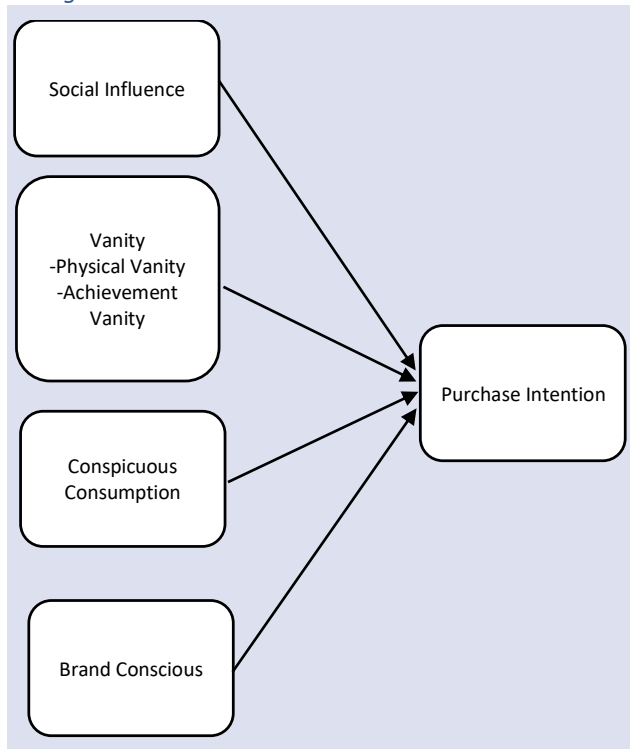 Social Influence
Vanity
-Physical Vanity
-Achievement
Vanity
Purchase Intention
Conspicuous
Consumption
Brand Conscious